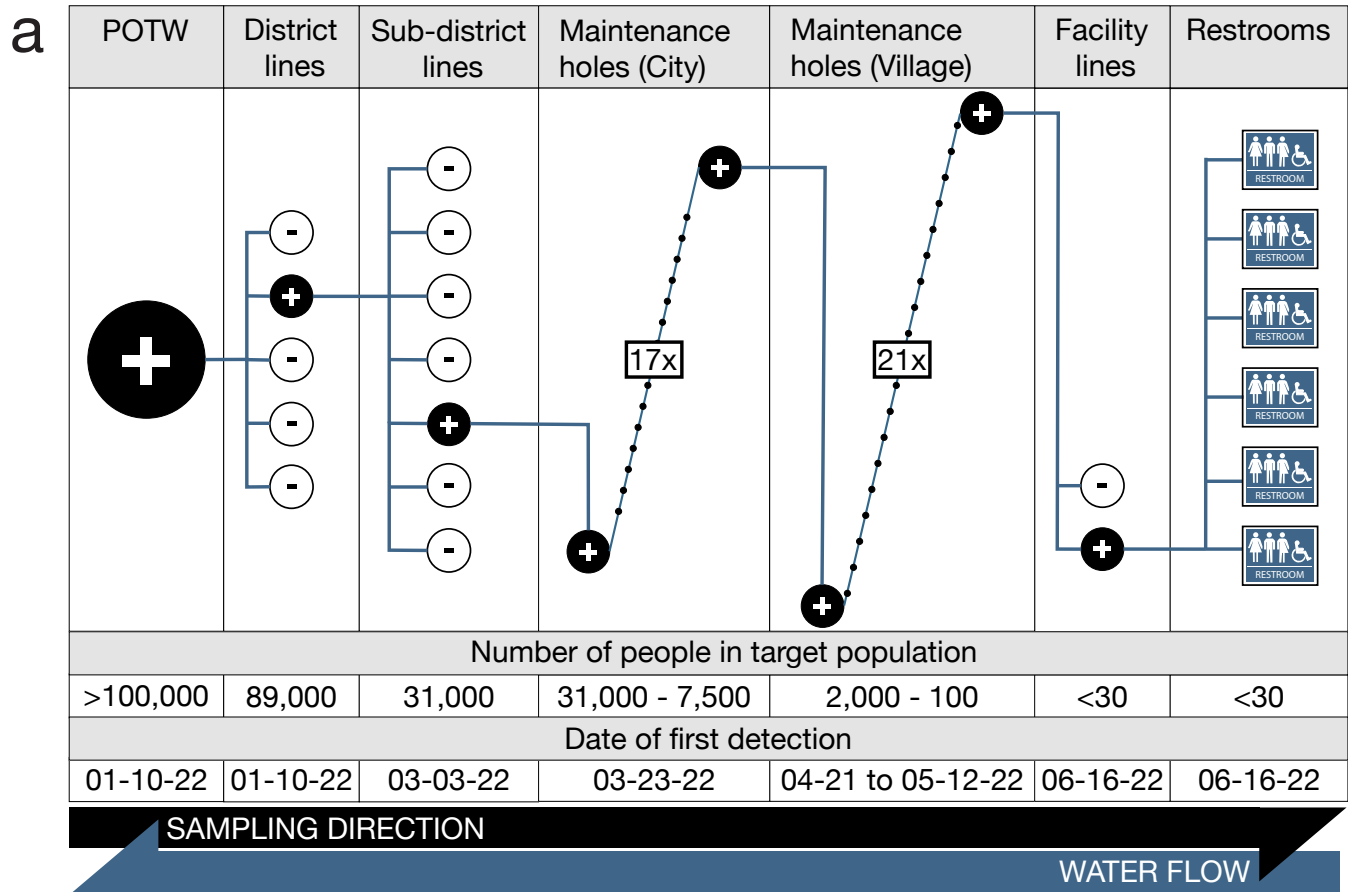 a
POTW
District
lines
Sub-district
lines
Maintenance
holes (City)
Maintenance
holes (Village)
Facility
lines
Restrooms
+
-
+
-
-
-
-
-
-
-
+
-
-
+
17x
+
+
21x
+
-
+
RESTROOM
RESTROOM
RESTROOM
RESTROOM
RESTROOM
RESTROOM
Number of people in target population
>100,000 89,000 31,000 31,000 - 7,500 2,000 - 100 <30 <30
Date of first detection
01-10-22 01-10-22 03-03-22 03-23-22 04-21 to 05-12-22 06-16-22 06-16-22
SAMPLING DIRECTION
WATER FLOW